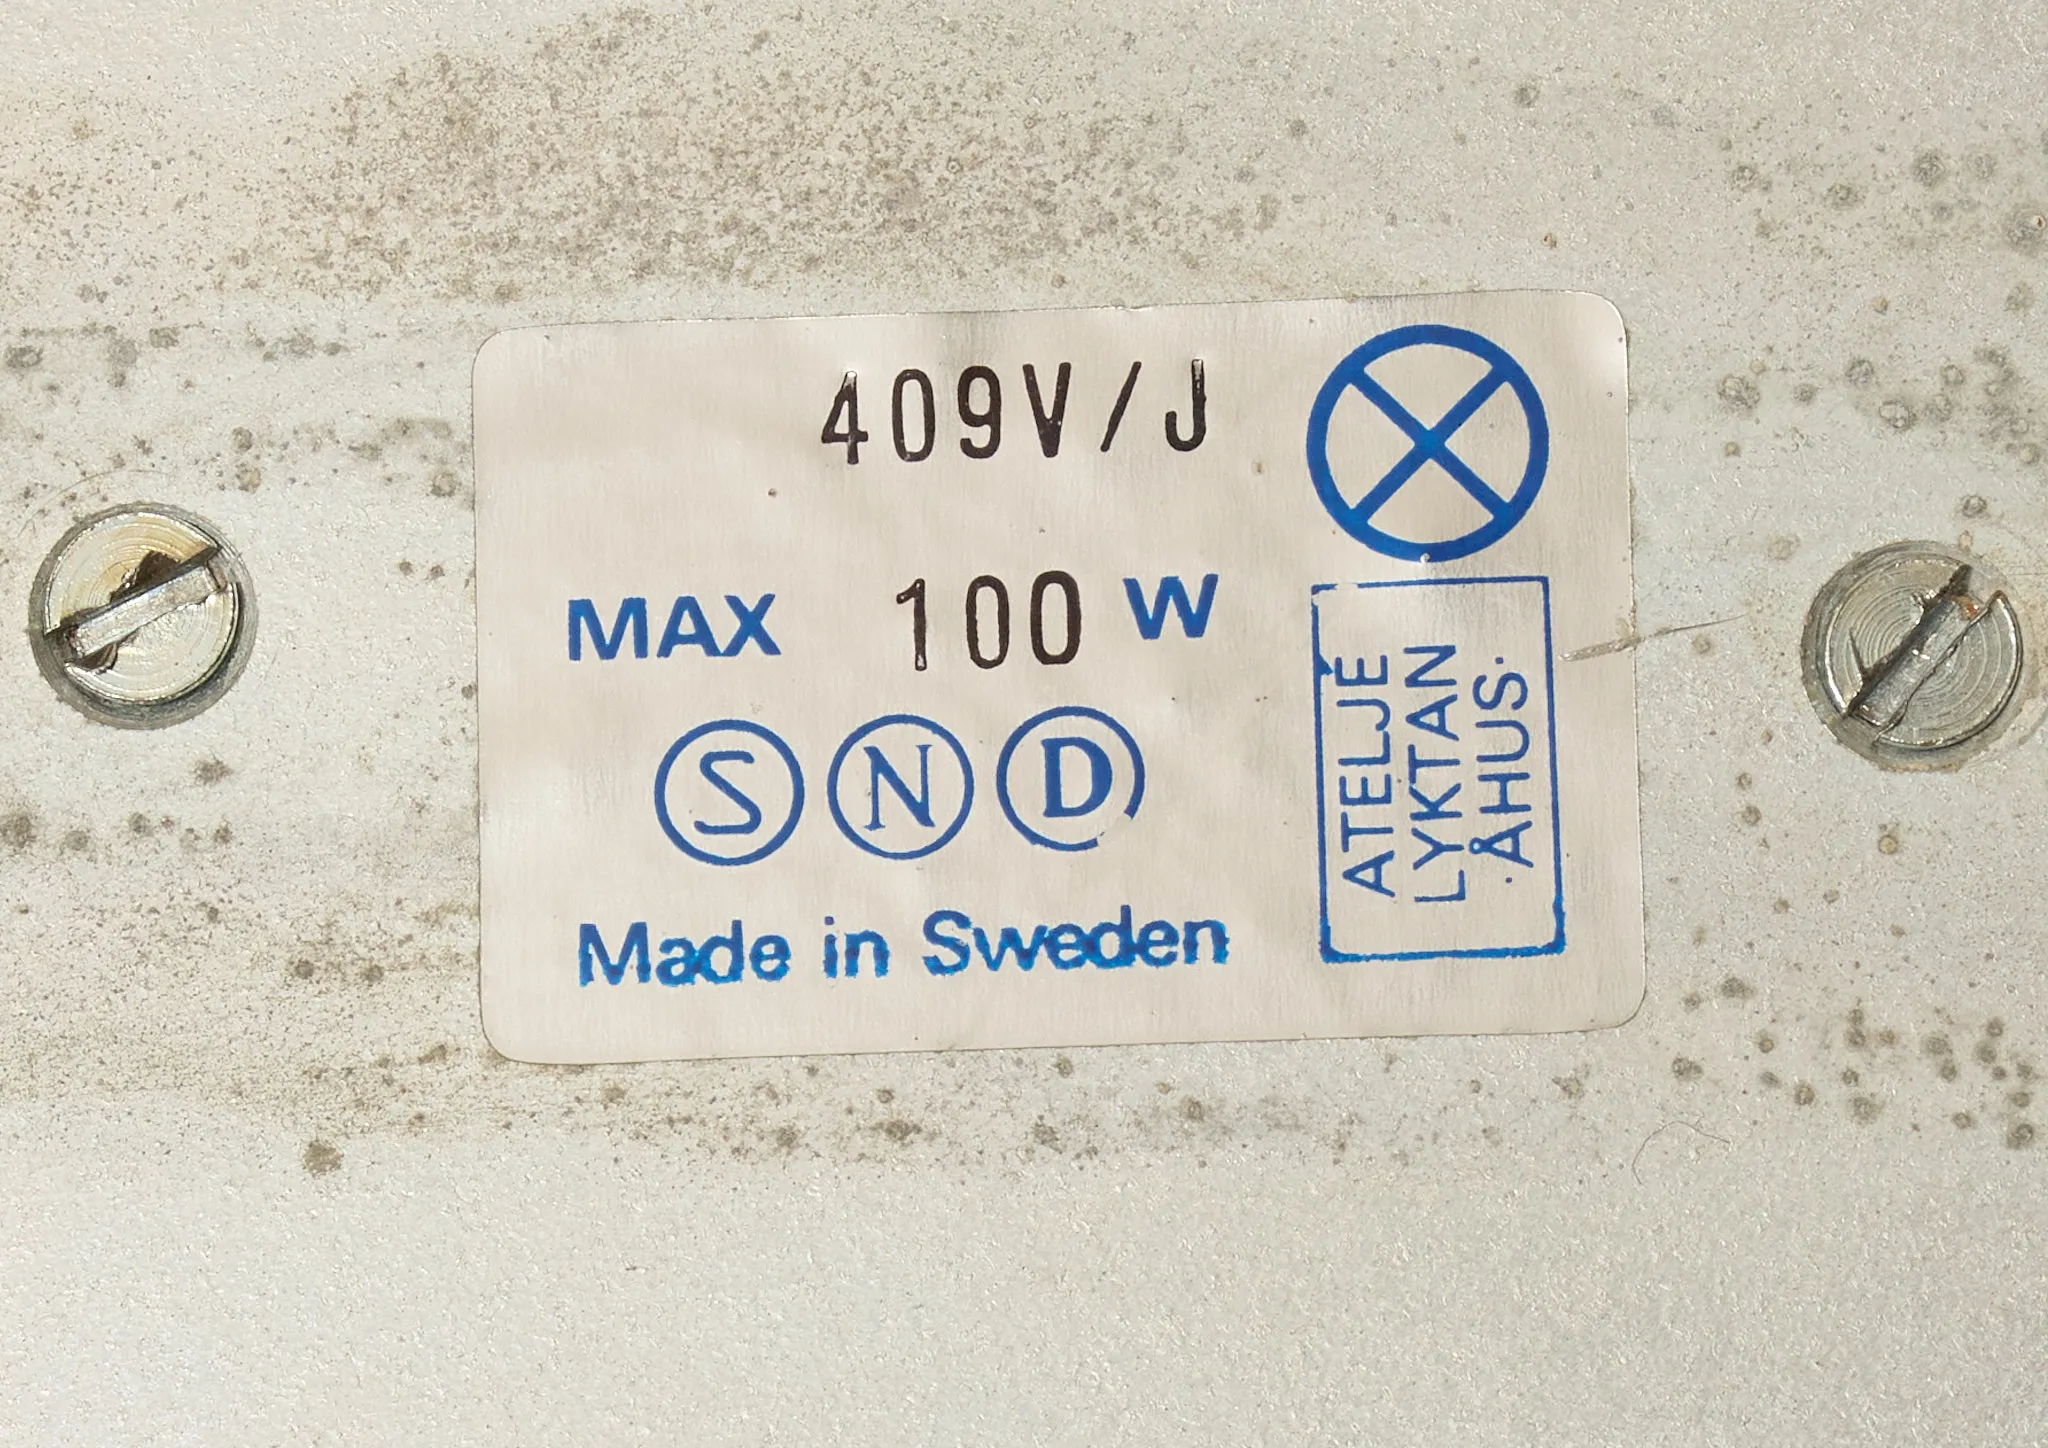 409V/J
MAX 100 W
S N D
Made in Sweden
ATELJE
LYKTAN
·ÅHUS·